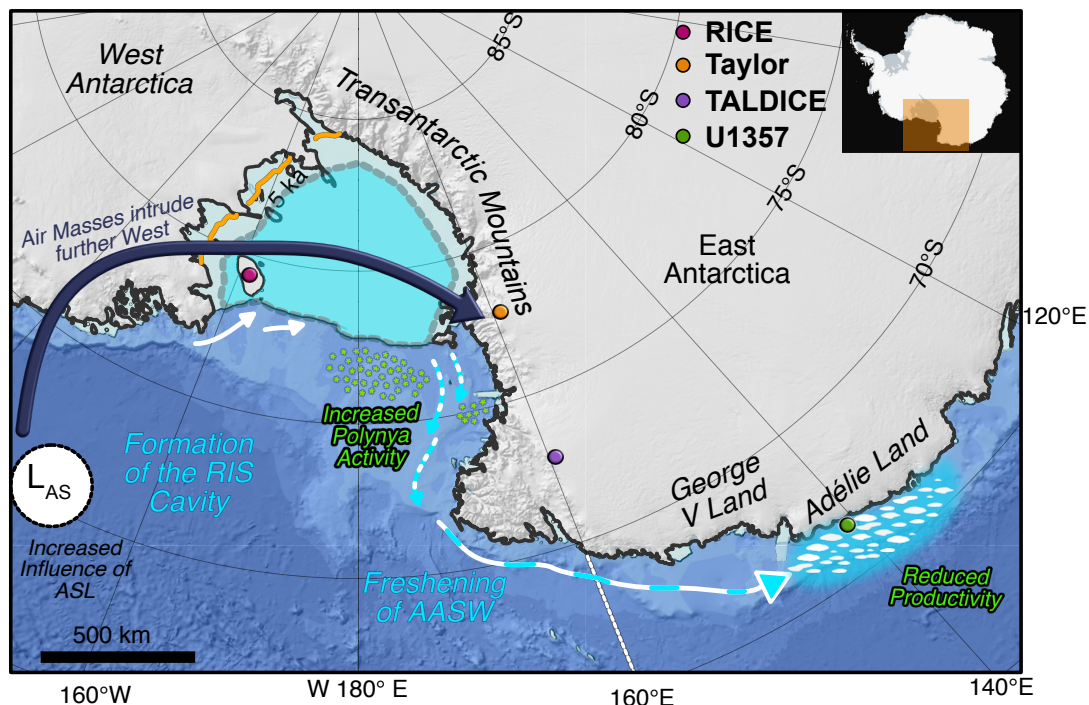 West
Antarctica
Transantarctic Mountains
85°S
80°S
75°S
70°S
RICE
Taylor
TALDICE
U1357
Air Masses intrude
further West
5 ka
East
Antarctica
120°E
Increased
Polynya
Activity
Formation
of the RIS
Cavity
LAS
Increased
Influence of
ASL
Freshening
of AASW
George
V Land
Adélie Land
Reduced
Productivity
500 km
160°W
W 180° E
160°E
140°E